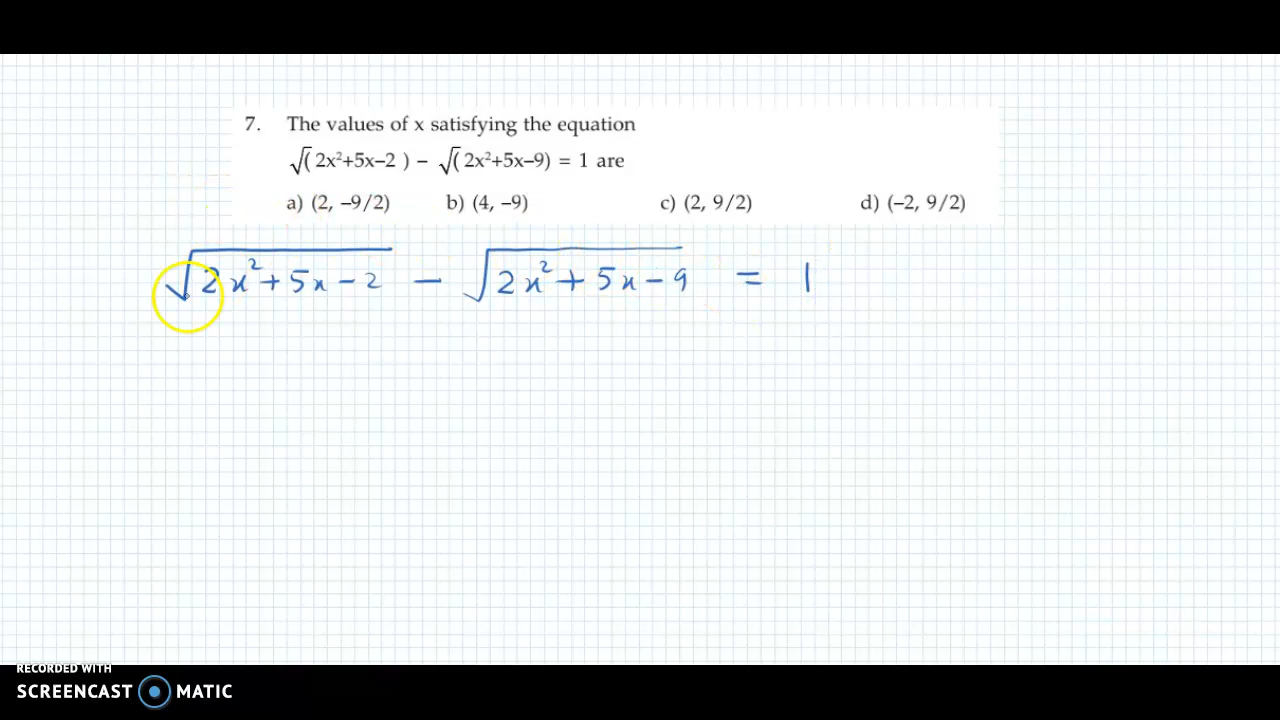 7. The values of x satisfying the equation
√( 2x²+5x–2 ) – √( 2x²+5x–9) = 1 are
a) (2, –9/2) b) (4, –9) c) (2, 9/2) d) (–2, 9/2)
√2x²+5x–2 – √2x²+5x–9 = 1
RECORDED WITH
SCREENCAST MATIC